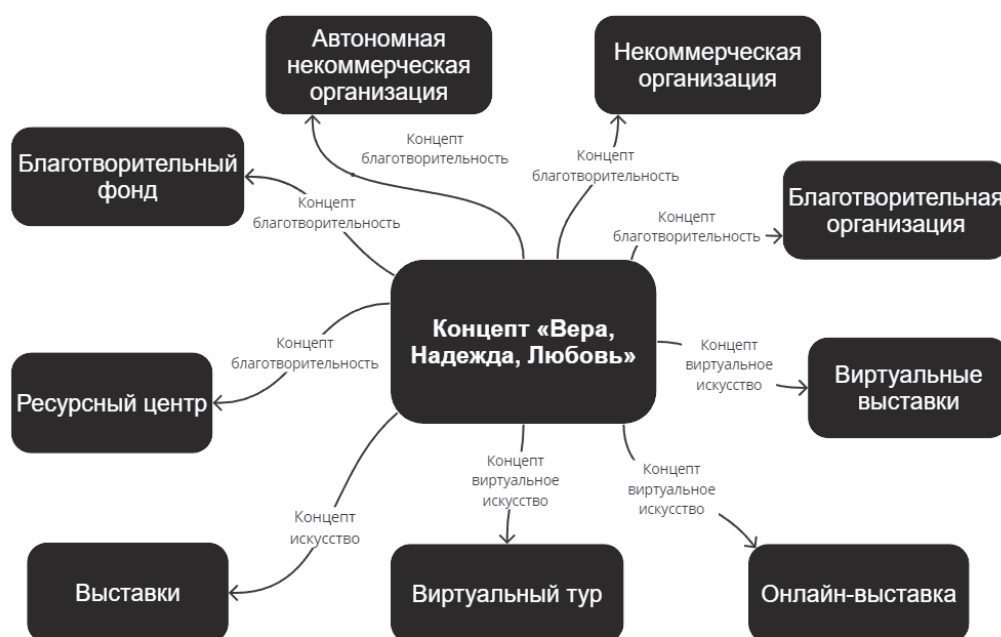 Автономная
некоммерческая
организация
Некоммерческая
организация
Концепт
благотворительность
Концепт
благотворительность
Благотворительный
фонд
Концепт
благотворительность
Концепт
благотворительность
Благотворительная
организация
Концепт «Вера,
Надежда, Любовь»
Концепт
благотворительность
Ресурсный центр
Концепт
виртуальное
искусство
Виртуальные
выставки
Концепт
искусство
Выставки
Концепт
виртуальное
искусство
Виртуальный тур
Концепт
виртуальное
искусство
Онлайн-выставка